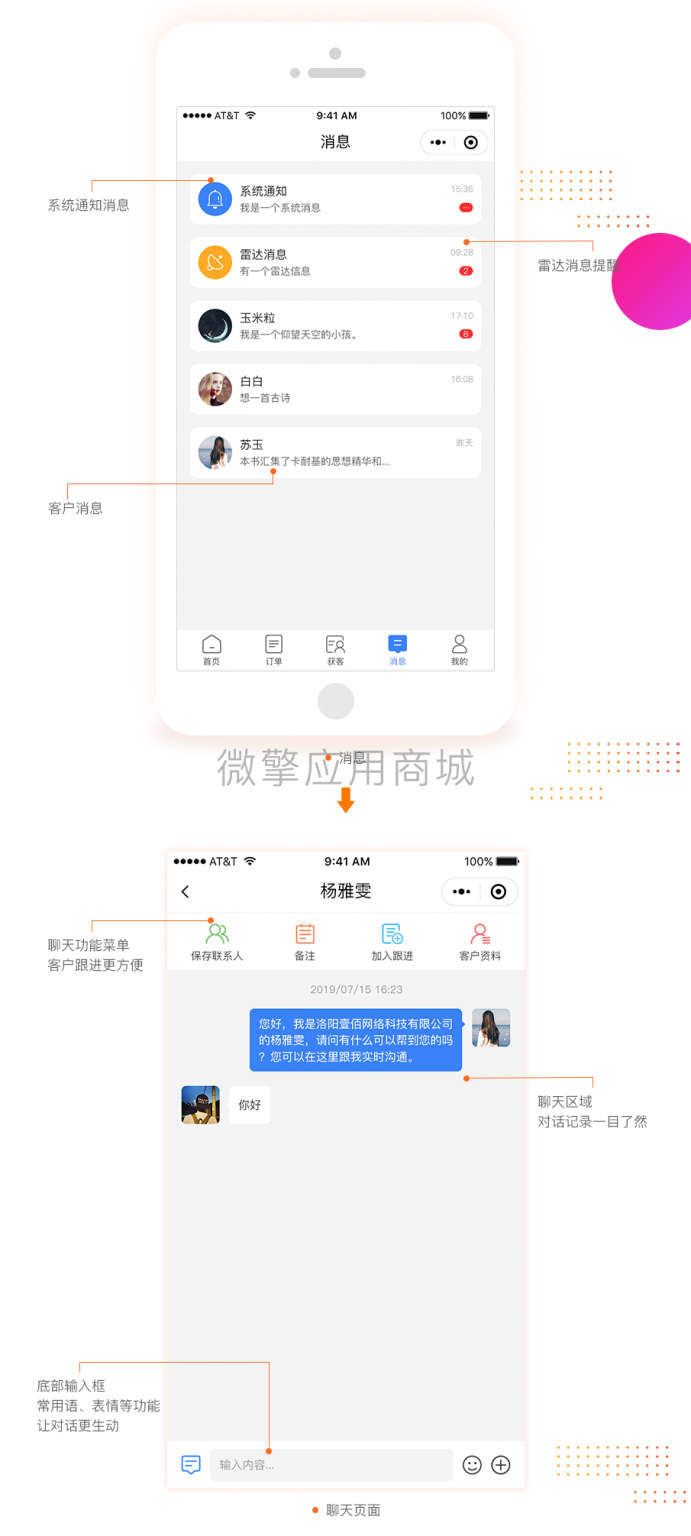 AT&T 9:41 AM 100%
消息
系统通知 15:36
我是一个系统消息
系统通知消息
雷达消息 09:28
有一个雷达信息 2
雷达消息提醒
玉米粒 17:10
我是一个仰望天空的小孩。 8
白白 16:08
想一首古诗
苏玉 昨天
本书汇集了卡耐基的思想精华和...
客户消息
首页 订单 获客 消息 我的
微擎应用商城
消息
AT&T 9:41 AM 100%
杨雅雯
聊天功能菜单
客户跟进更方便
保存联系人 备注 加入跟进 客户资料
2019/07/15 16:23
您好，我是洛阳壹佰网络科技有限公司
的杨雅雯，请问有什么可以帮到您的吗
？您可以在这里跟我实时沟通。
你好
聊天区域
对话记录一目了然
底部输入框
常用语、表情等功能
让对话更生动
输入内容...
聊天页面